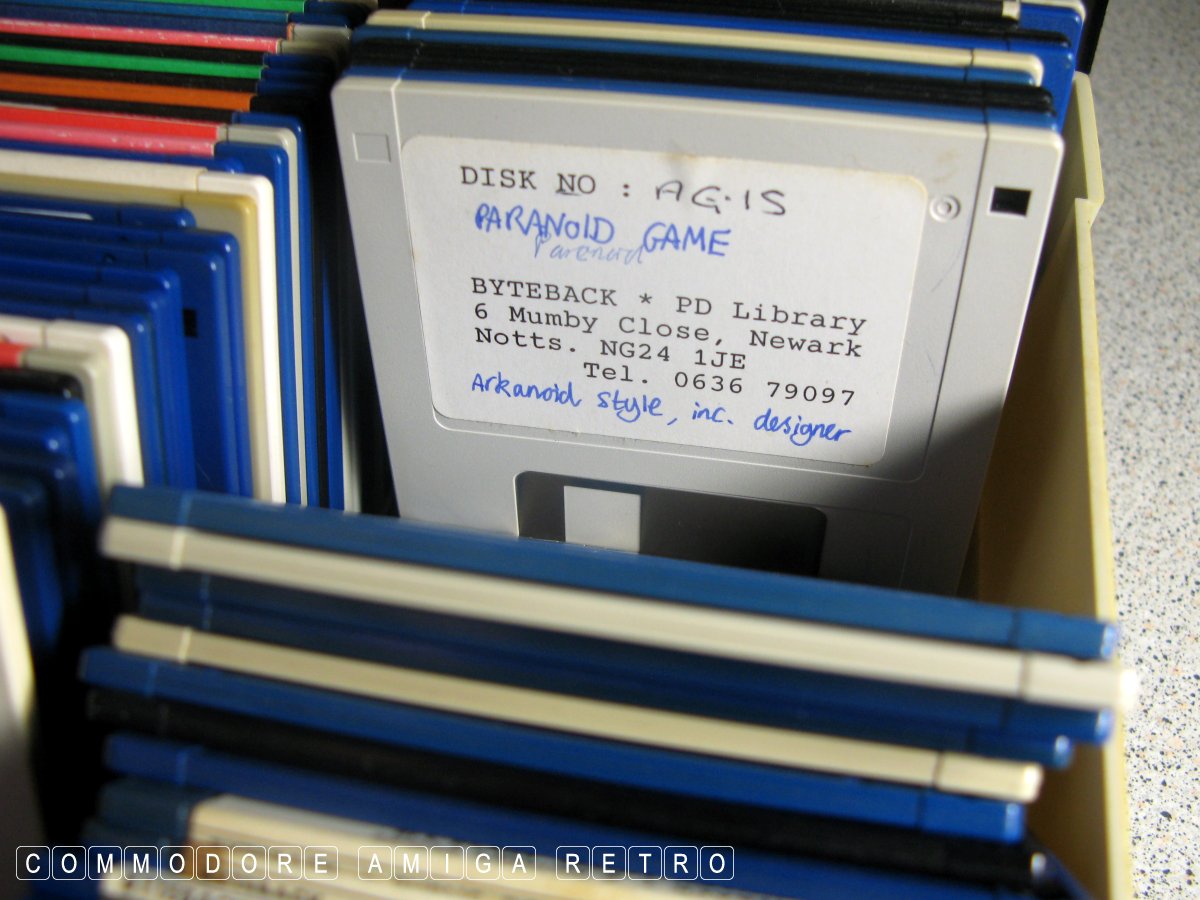 DISK NO : AG.15
PARANOID GAME
Paranoid
BYTEBACK * PD Library
6 Mumby Close, Newark
Notts. NG24 1JE
Tel. 0636 79097
Arkanoid style, inc. designer
COMMODORE AMIGA RETRO